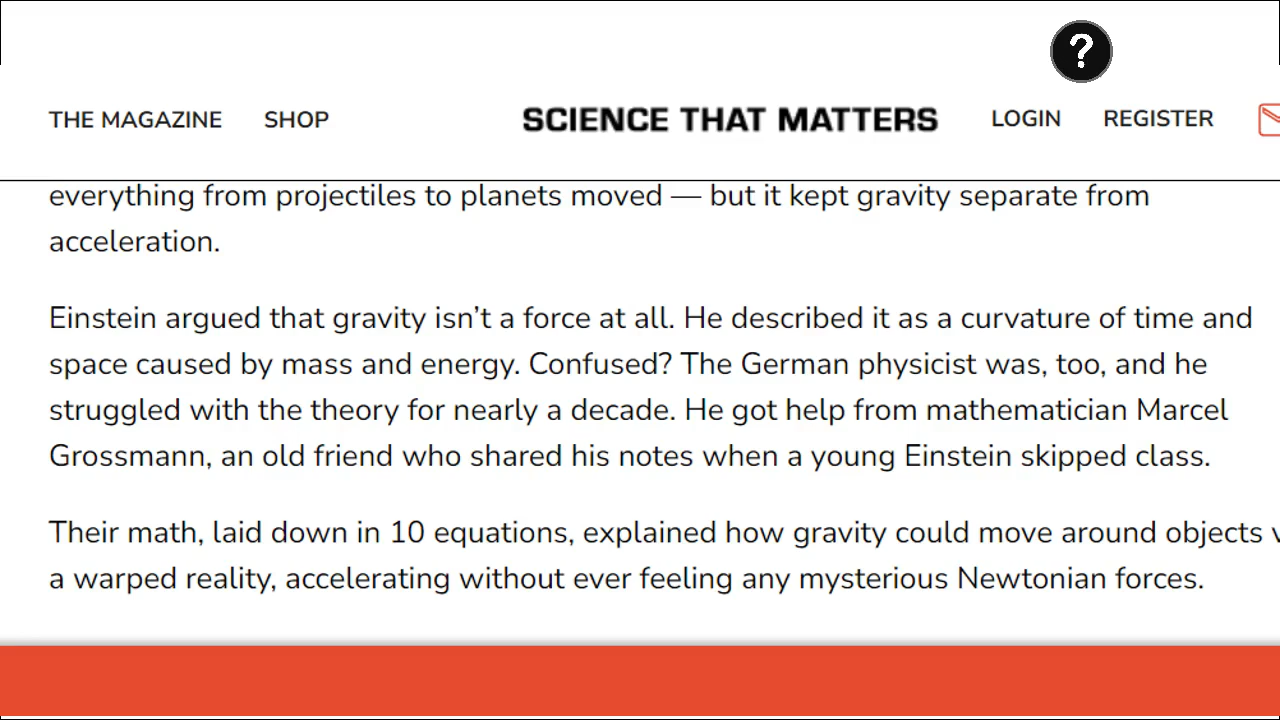 ?
THE MAGAZINE SHOP SCIENCE THAT MATTERS LOGIN REGISTER
everything from projectiles to planets moved — but it kept gravity separate from
acceleration.
Einstein argued that gravity isn’t a force at all. He described it as a curvature of time and
space caused by mass and energy. Confused? The German physicist was, too, and he
struggled with the theory for nearly a decade. He got help from mathematician Marcel
Grossmann, an old friend who shared his notes when a young Einstein skipped class.
Their math, laid down in 10 equations, explained how gravity could move around objects
a warped reality, accelerating without ever feeling any mysterious Newtonian forces.